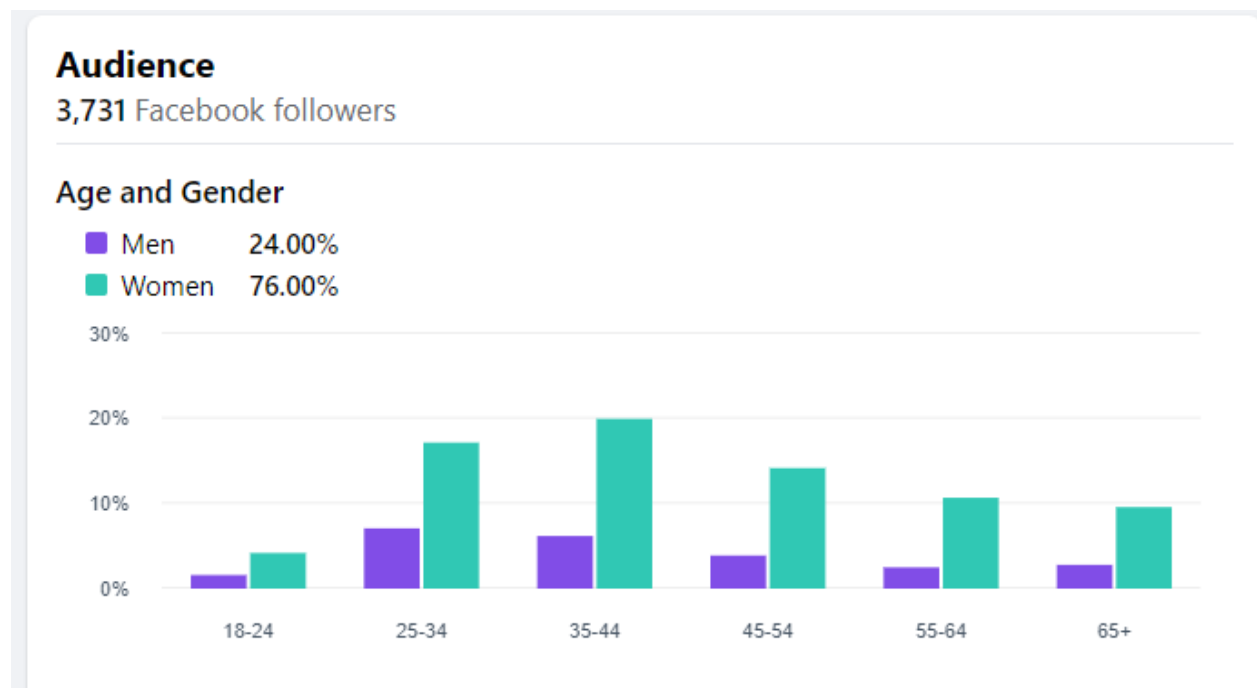 Audience
3,731 Facebook followers
Age and Gender
Men 24.00%
Women 76.00%
30%
20%
10%
0%
18-24 25-34 35-44 45-54 55-64 65+